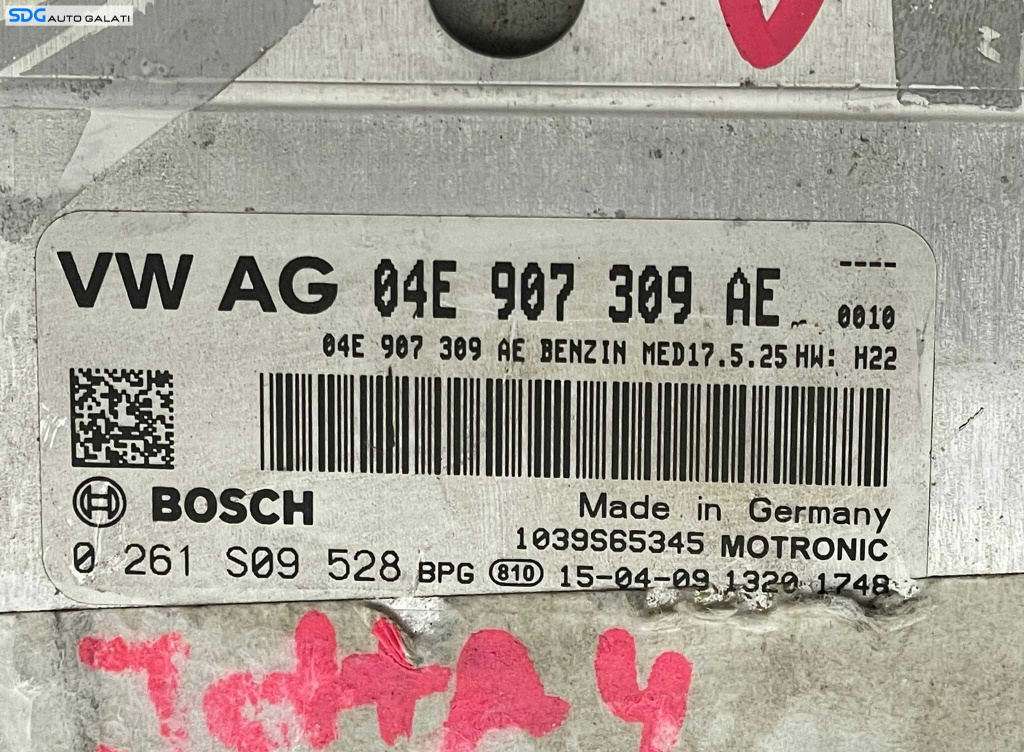 SDG AUTO GALATI
VW AG 04E 907 309 AE ----
0010
04E 907 309 AE BENZIN MED17.5.25 HW: H22
BOSCH
Made in Germany
1039S65345 MOTRONIC
0 261 S09 528 BPG 810 15-04-09 1320 1748